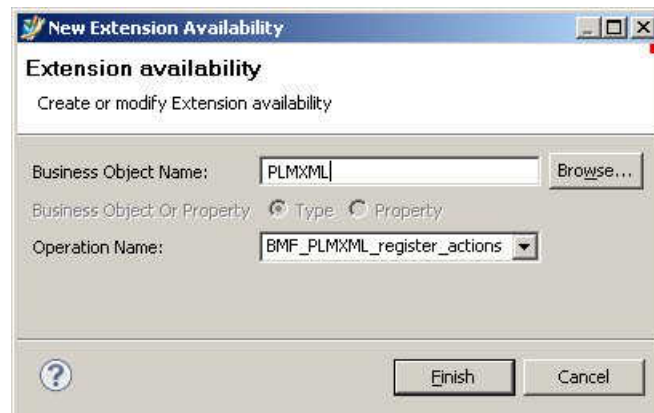 New Extension Availability
Extension availability
Create or modify Extension availability
Business Object Name: PLMXML Browse...
Business Object Or Property Type Property
Operation Name: BMF_PLMXML_register_actions
? Finish Cancel